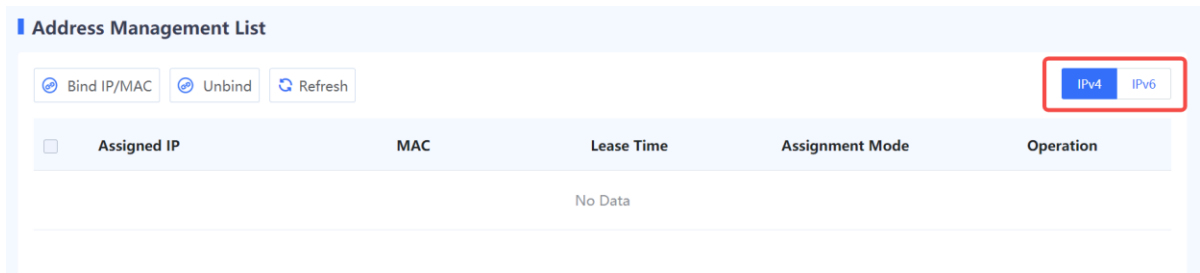 Address Management List
Bind IP/MAC Unbind Refresh IPv4 IPv6
Assigned IP MAC Lease Time Assignment Mode Operation
No Data